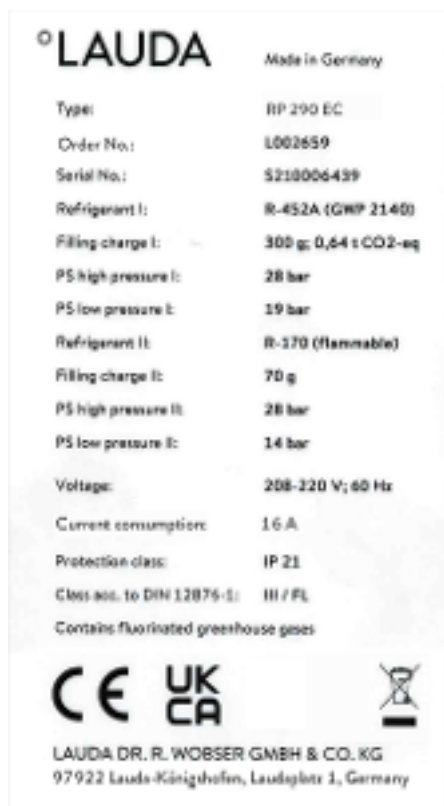 °LAUDA Made in Germany
Type: RP 290 EC
Order No.: L002659
Serial No.: S210006439
Refrigerant I: R-452A (GWP 2140)
Filling charge I: 300 g; 0,64 t CO2-eq
PS high pressure I: 28 bar
PS low pressure I: 19 bar
Refrigerant II: R-170 (flammable)
Filling charge II: 70 g
PS high pressure II: 28 bar
PS low pressure II: 14 bar
Voltage: 208-220 V; 60 Hz
Current consumption: 16 A
Protection class: IP 21
Class acc. to DIN 12876-1: III / FL
Contains fluorinated greenhouse gases
CE UK
CA
LAUDA DR. R. WOBSER GMBH & CO. KG
97922 Lauda-Königshofen, Laudaplatz 1, Germany